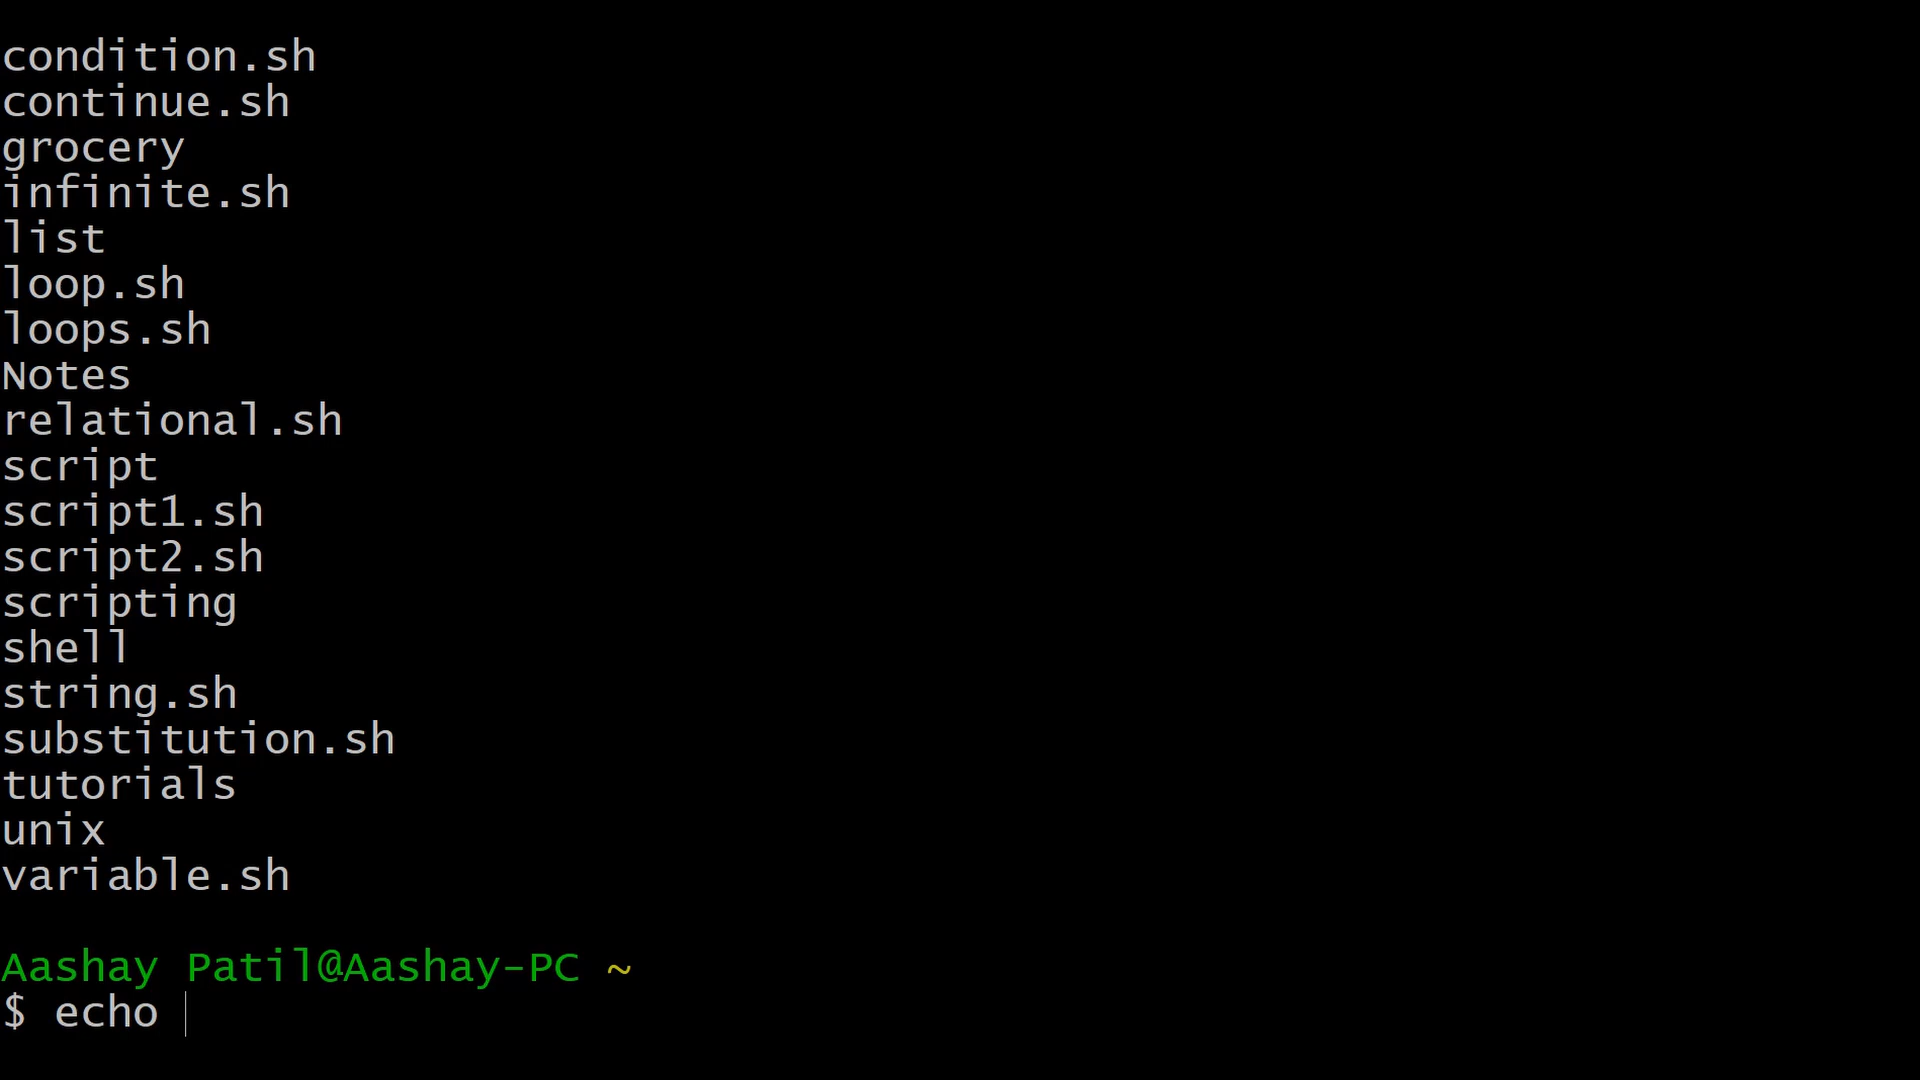 condition.sh
continue.sh
grocery
infinite.sh
list
loop.sh
loops.sh
Notes
relational.sh
script
script1.sh
script2.sh
scripting
shell
string.sh
substitution.sh
tutorials
unix
variable.sh
Aashay Patil@Aashay-PC ~
$ echo